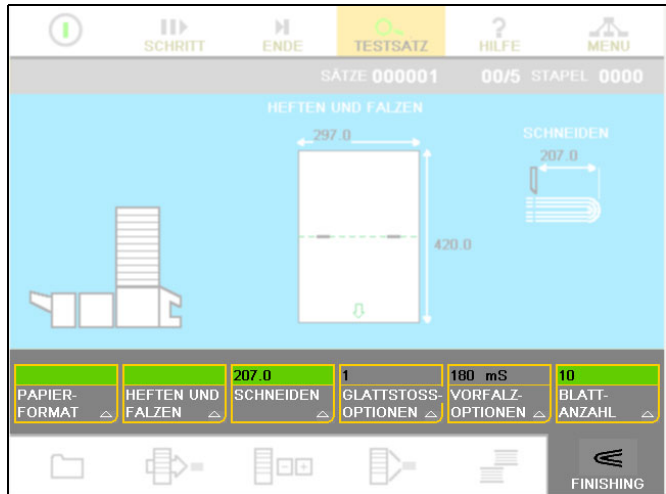 SCHRITT
ENDE
TESTSATZ
?
HILFE
MENU
SÄTZE 000001 00/5 STAPEL 0000
HEFTEN UND FALZEN
297.0
SCHNEIDEN
207.0
420.0
207.0
1
180 mS
10
PAPIER-
FORMAT
HEFTEN UND
FALZEN
SCHNEIDEN
GLATTSTOSS-
OPTIONEN
VORFALZ-
OPTIONEN
BLATT-
ANZAHL
FINISHING